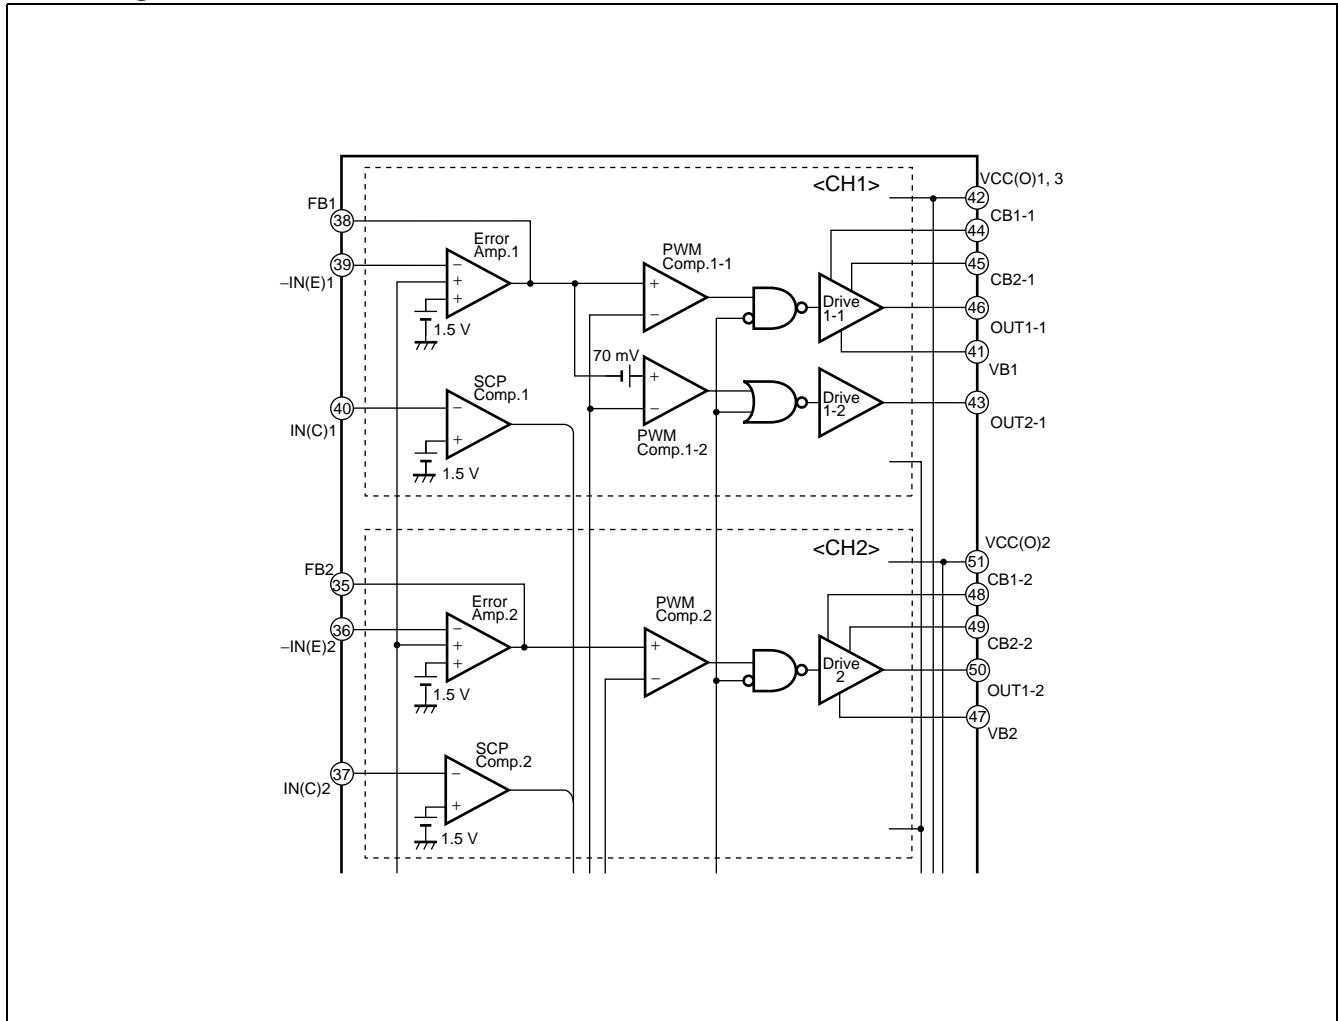 <CH1>
VCC(O)1, 3
42
FB1
38
CB1-1
44
Error
Amp.1
PWM
Comp.1-1
39
–IN(E)1
−
+
+
1.5 V
+
−
45
CB2-1
Drive
1-1
46
OUT1-1
70 mV
41
VB1
SCP
Comp.1
+
−
PWM
Comp.1-2
Drive
1-2
43
OUT2-1
40
IN(C)1
−
+
1.5 V
<CH2>
VCC(O)2
51
FB2
35
CB1-2
48
Error
Amp.2
PWM
Comp.2
36
–IN(E)2
−
+
+
1.5 V
+
−
49
CB2-2
Drive
2
50
OUT1-2
47
VB2
SCP
Comp.2
37
IN(C)2
−
+
1.5 V